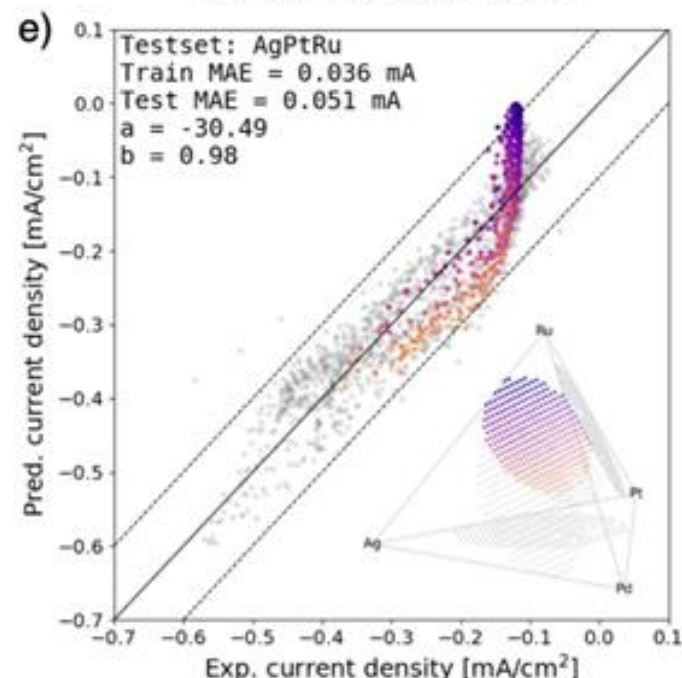 e)
Testset: AgPtRu
Train MAE = 0.036 mA
Test MAE = 0.051 mA
a = -30.49
b = 0.98
Pred. current density [mA/cm²]
0.1
0.0
−0.1
−0.2
−0.3
−0.4
−0.5
−0.6
−0.7
Ru
Pt
Ag
Pd
−0.7 −0.6 −0.5 −0.4 −0.3 −0.2 −0.1 0.0 0.1
Exp. current density [mA/cm²]